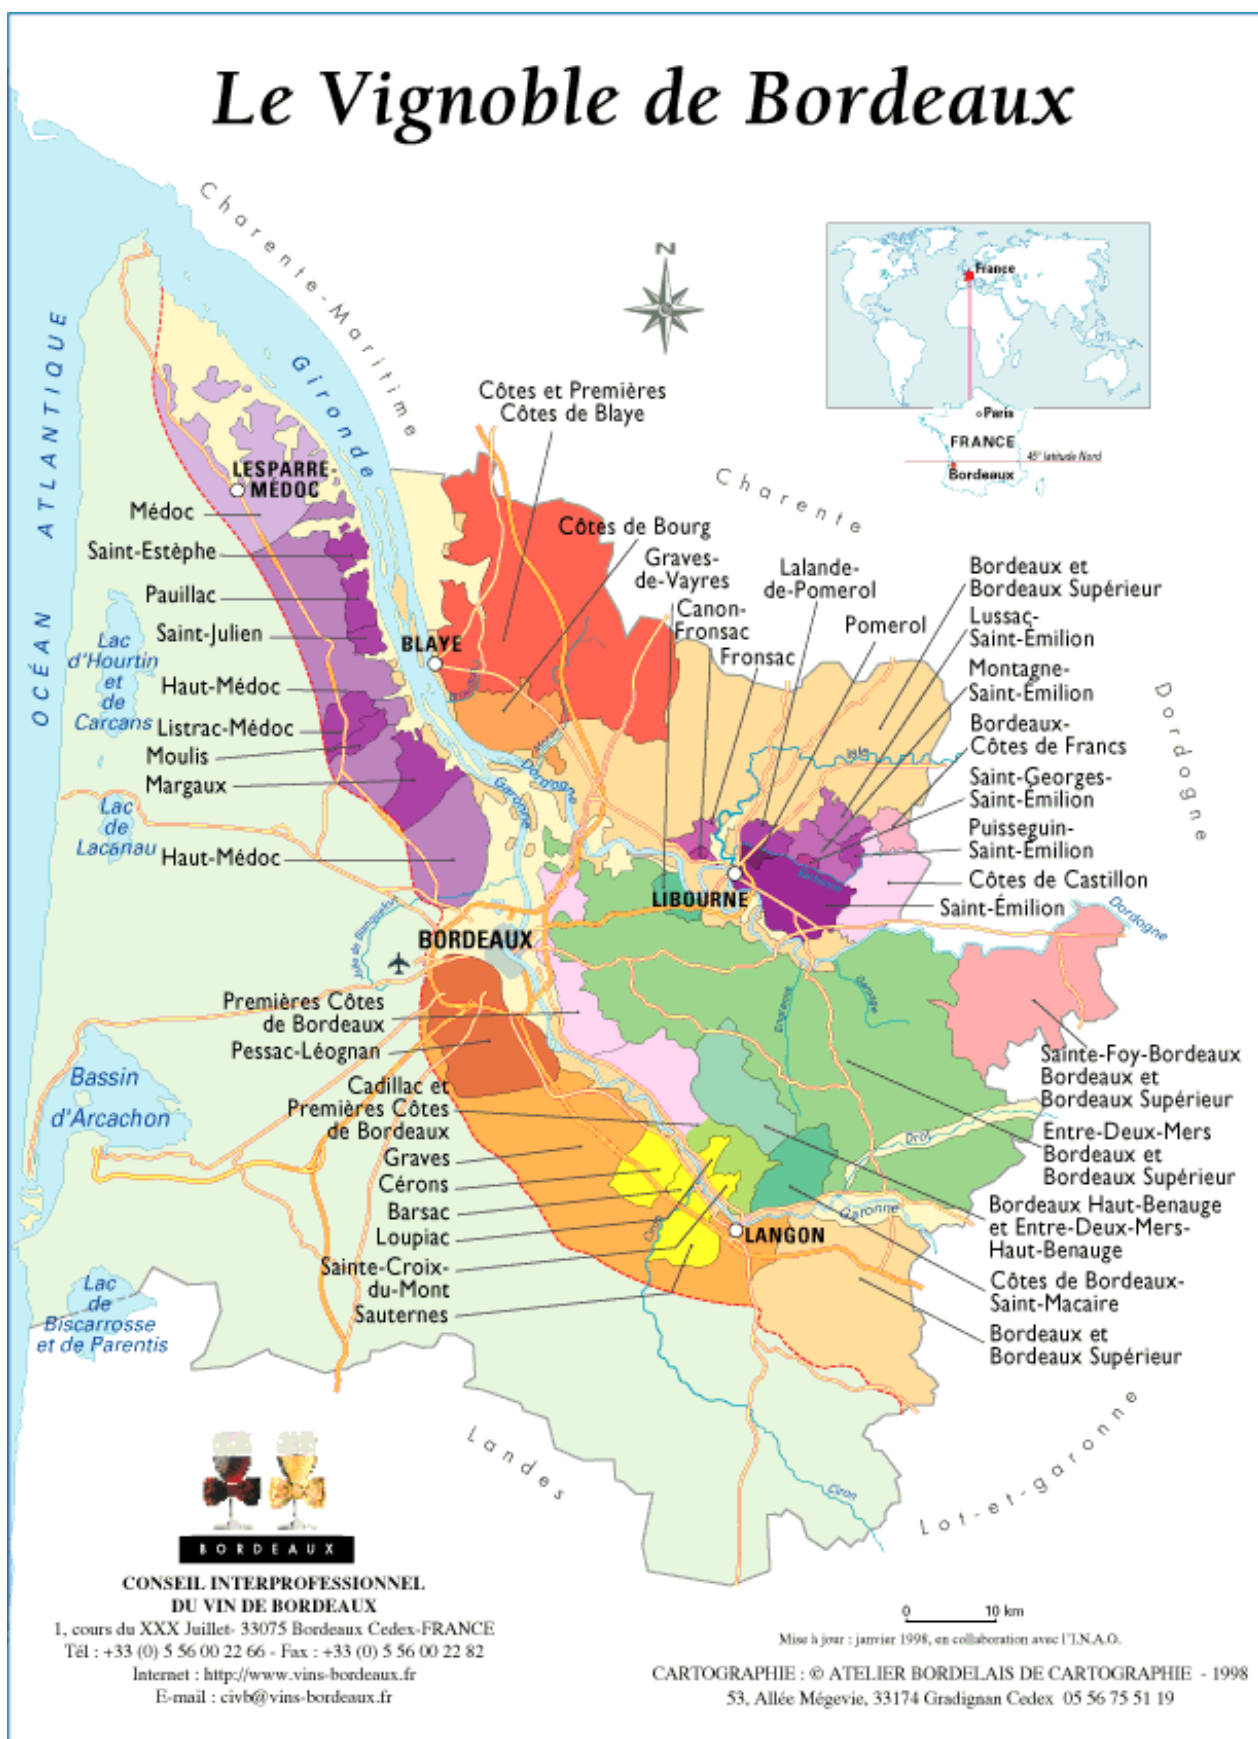 Le Vignoble de Bordeaux
Charente-Maritime
N
France
Paris
FRANCE
45° latitude Nord
Bordeaux
OCÉAN ATLANTIQUE
Gironde
Côtes et Premières
Côtes de Blaye
Charente
LESPARRE-
MÉDOC
Médoc
Saint-Estèphe
Pauillac
Saint-Julien
Haut-Médoc
Listrac-Médoc
Moulis
Margaux
Haut-Médoc
Lac
d'Hourtin
et
de
Carcans
Lac
de
Lacanau
BLAYE
Côtes de Bourg
Graves-
de-Vayres
Canon-
Fronsac
Fronsac
Lalande-
de-Pomerol
Pomerol
Bordeaux et
Bordeaux Supérieur
Lussac-
Saint-Émilion
Montagne-
Saint-Émilion
Bordeaux-
Côtes de Francs
Saint-Georges-
Saint-Émilion
Puisseguin-
Saint-Émilion
Côtes de Castillon
Saint-Émilion
Dordogne
Isle
Dordogne
Garonne
LIBOURNE
Dordogne
BORDEAUX
Engranne
Gamage
Premières Côtes
de Bordeaux
Pessac-Léognan
Cadillac et
Premières Côtes
de Bordeaux
Graves
Cérons
Barsac
Loupiac
Sainte-Croix-
du-Mont
Sauternes
Bassin
d'Arcachon
Lac
de
Biscarrosse
et de Parentis
Sainte-Foy-Bordeaux
Bordeaux et
Bordeaux Supérieur
Drot
Entre-Deux-Mers
Bordeaux et
Bordeaux Supérieur
Garonne
LANGON
Bordeaux Haut-Benauge
et Entre-Deux-Mers-
Haut-Benauge
Côtes de Bordeaux-
Saint-Macaire
Bordeaux et
Bordeaux Supérieur
Ciron
Ciron
Landes
Lot-et-garonne
BORDEAUX
CONSEIL INTERPROFESSIONNEL
DU VIN DE BORDEAUX
1, cours du XXX Juillet- 33075 Bordeaux Cedex-FRANCE
Tél : +33 (0) 5 56 00 22 66 - Fax : +33 (0) 5 56 00 22 82
Internet : http://www.vins-bordeaux.fr
E-mail : civb@vins-bordeaux.fr
0 10 km
Mise à jour : janvier 1998, en collaboration avec l'I.N.A.O.
CARTOGRAPHIE : © ATELIER BORDELAIS DE CARTOGRAPHIE - 1998
53, Allée Mégevie, 33174 Gradignan Cedex 05 56 75 51 19